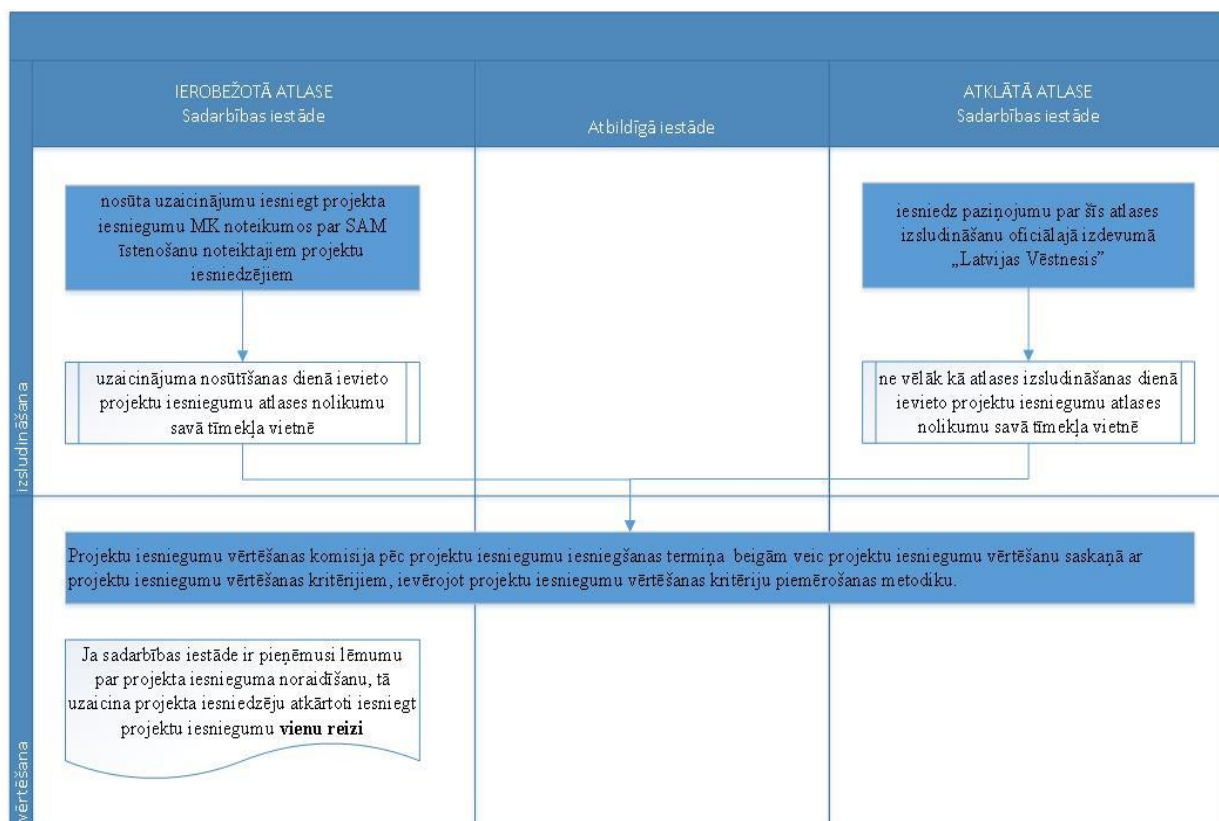 IEROBEŽOTĀ ATLASE
Sadarbības iestāde
Atbildīgā iestāde
ATKLĀTĀ ATLASE
Sadarbības iestāde
izsludināšana
nosūta uzaicinājumu iesniegt projekta
iesniegumu MK noteikumos par SAM
īstenošanu noteiktajiem projektu
iesniedzējiem
iesniedz paziņojumu par šīs atlases
izsludināšanu oficiālajā izdevumā
„Latvijas Vēstnesis”
uzaicinājuma nosūtīšanas dienā ievieto
projektu iesniegumu atlases nolikumu
savā tīmekļa vietnē
ne vēlāk kā atlases izsludināšanas dienā
ievieto projektu iesniegumu atlases
nolikumu savā tīmekļa vietnē
vērtēšana
Projektu iesniegumu vērtēšanas komisija pēc projektu iesniegumu iesniegšanas termiņa beigām veic projektu iesniegumu vērtēšanu saskaņā ar
projektu iesniegumu vērtēšanas kritērijiem, ievērojot projektu iesniegumu vērtēšanas kritēriju piemērošanas metodiku.
Ja sadarbības iestāde ir pieņēmusi lēmumu
par projekta iesnieguma noraidīšanu, tā
uzaicina projekta iesniedzēju atkārtoti iesniegt
projektu iesniegumu vienu reizi